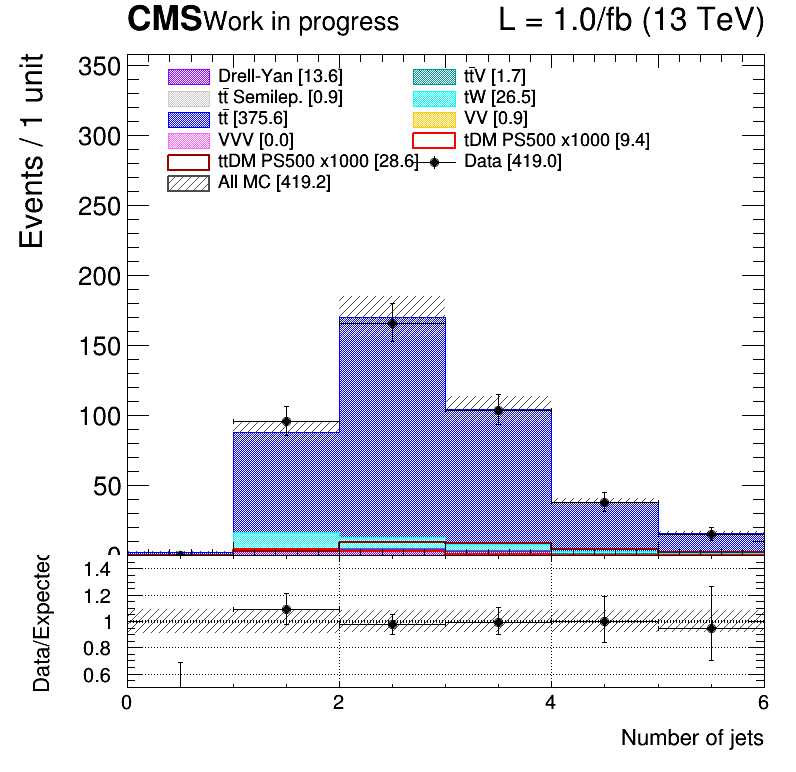 CMS Work in progress L = 1.0/fb (13 TeV)
Events / 1 unit
350
300
250
200
150
100
50
0
Drell-Yan [13.6]
tt̄V [1.7]
tt̄ Semilep. [0.9]
tW [26.5]
tt̄ [375.6]
VV [0.9]
VVV [0.0]
tDM PS500 x1000 [9.4]
ttDM PS500 x1000 [28.6]
Data [419.0]
All MC [419.2]
Data/Expected
1.4
1.2
1
0.8
0.6
0 2 4 6
Number of jets